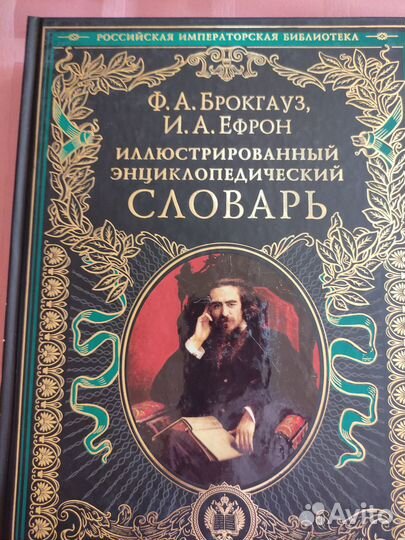 РОССИЙСКАЯ ИМПЕРАТОРСКАЯ БИБЛИОТЕКА
Ф. А. БРОКГАУЗ,
И. А. ЕФРОН
ИЛЛЮСТРИРОВАННЫЙ
ЭНЦИКЛОПЕДИЧЕСКИЙ
СЛОВАРЬ
Avito